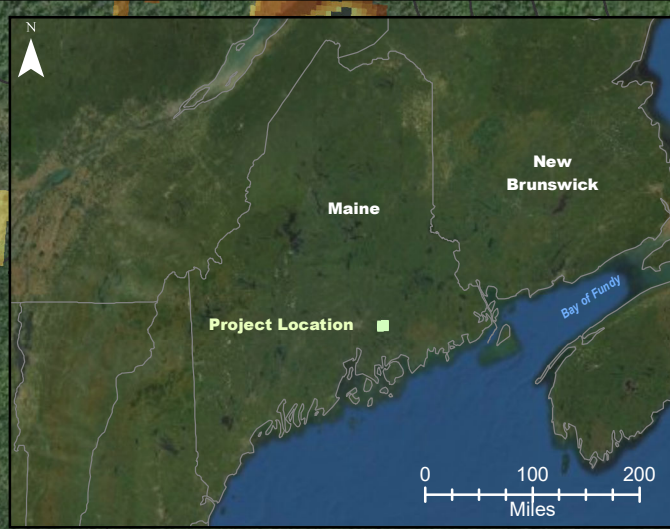 N
New
Brunswick
Maine
Bay of Fundy
Project Location
0 100 200
Miles